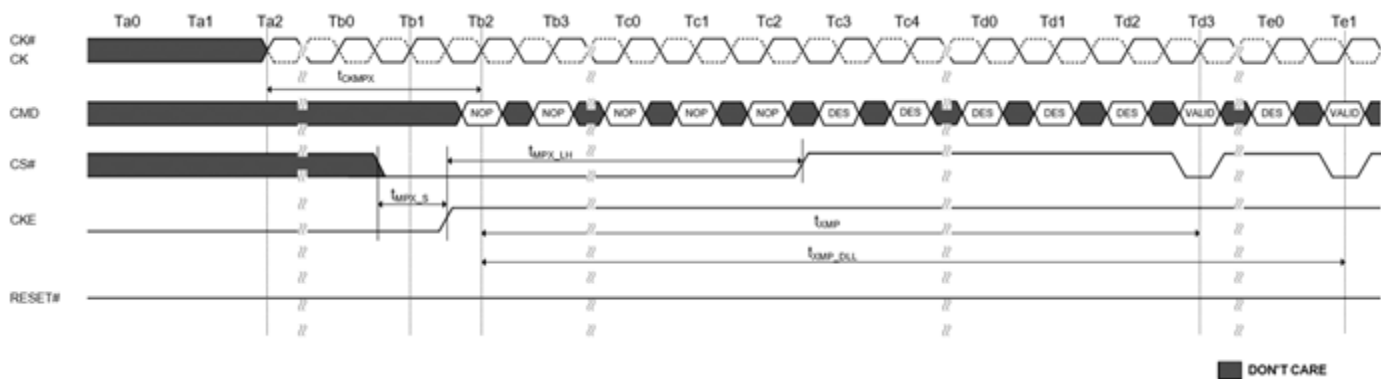 Ta0 Ta1 Ta2 Tb0 Tb1 Tb2 Tb3 Tc0 Tc1 Tc2 Tc3 Tc4 Td0 Td1 Td2 Td3 Te0 Te1
CK#
CK
tCKMPX
CMD NOP NOP NOP NOP NOP DES DES DES DES DES VALID DES VALID
CS#
tMPX_LH
tMPX_S
CKE
tXMP
tXMP_DLL
RESET#
DON'T CARE